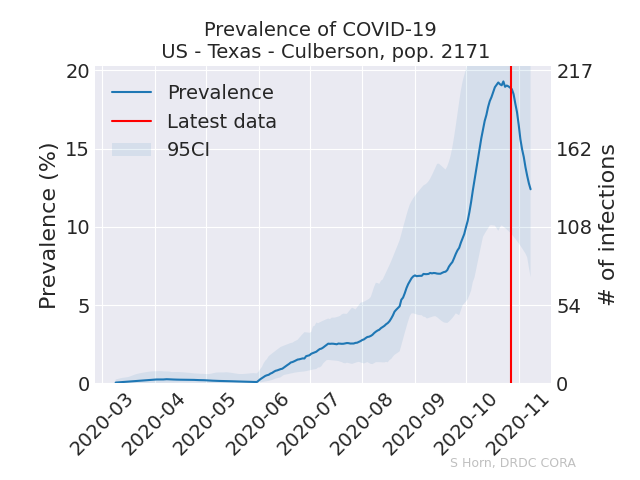 Prevalence of COVID-19
US - Texas - Culberson, pop. 2171
Prevalence (%)
20
15
10
5
0
Prevalence
Latest data
95CI
217
162
108
54
0
# of infections
2020-03
2020-04
2020-05
2020-06
2020-07
2020-08
2020-09
2020-10
2020-11
S Horn, DRDC CORA